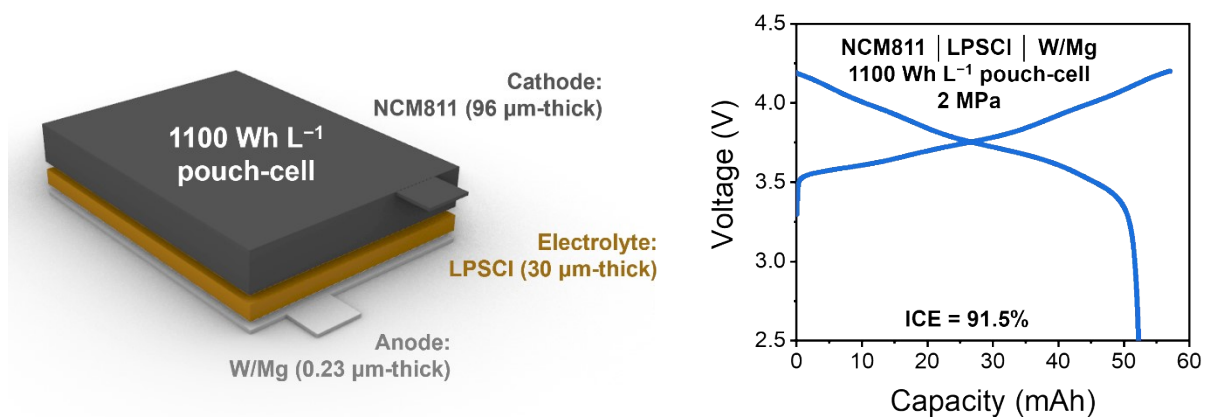 1100 Wh L⁻¹
pouch-cell
Cathode:
NCM811 (96 µm-thick)
Electrolyte:
LPSCl (30 µm-thick)
Anode:
W/Mg (0.23 µm-thick)
NCM811 | LPSCl | W/Mg
1100 Wh L⁻¹ pouch-cell
2 MPa
ICE = 91.5%
Voltage (V)
4.5
4.0
3.5
3.0
2.5
0 10 20 30 40 50 60
Capacity (mAh)